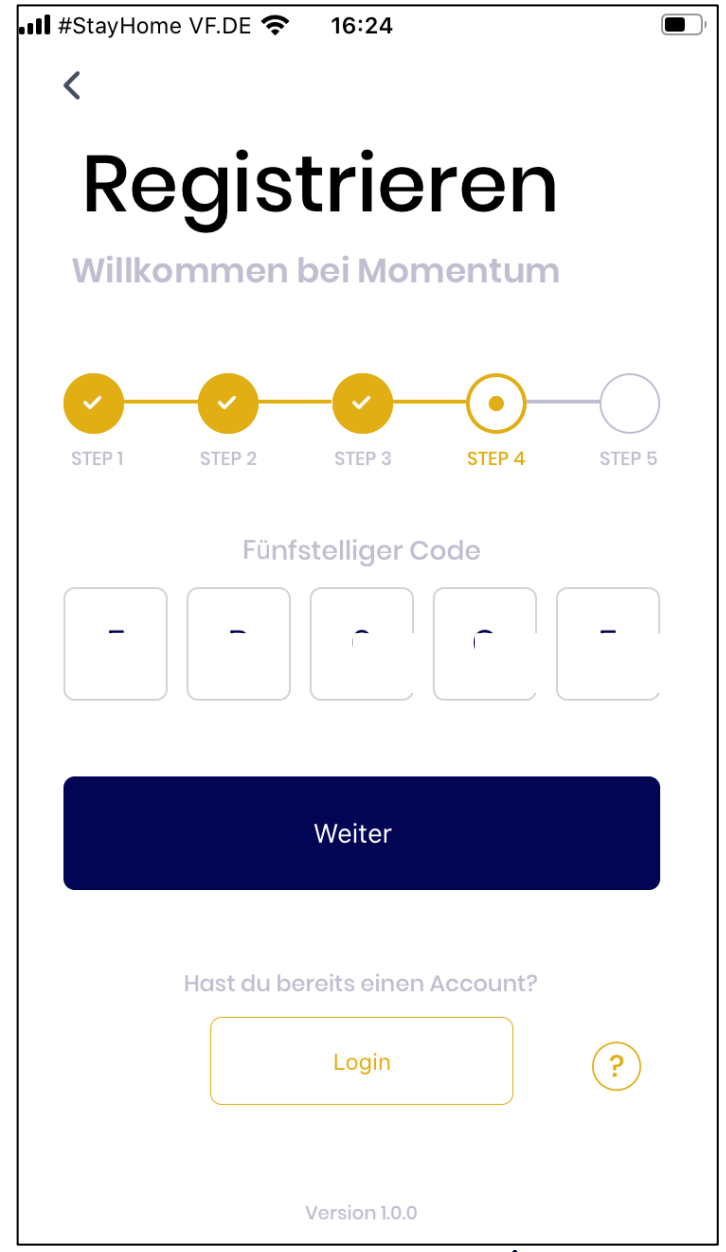 #StayHome VF.DE 16:24
Registrieren
Willkommen bei Momentum
STEP 1 STEP 2 STEP 3 STEP 4 STEP 5
Fünfstelliger Code
Weiter
Hast du bereits einen Account?
Login
?
Version 1.0.0